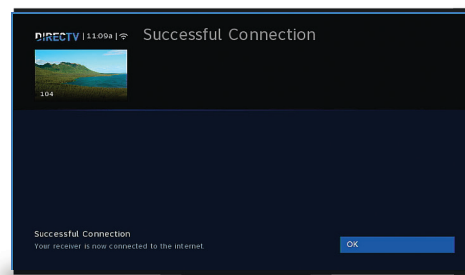 DIRECTV | 11:09a |
Successful Connection
104
Successful Connection
Your receiver is now connected to the internet.
OK